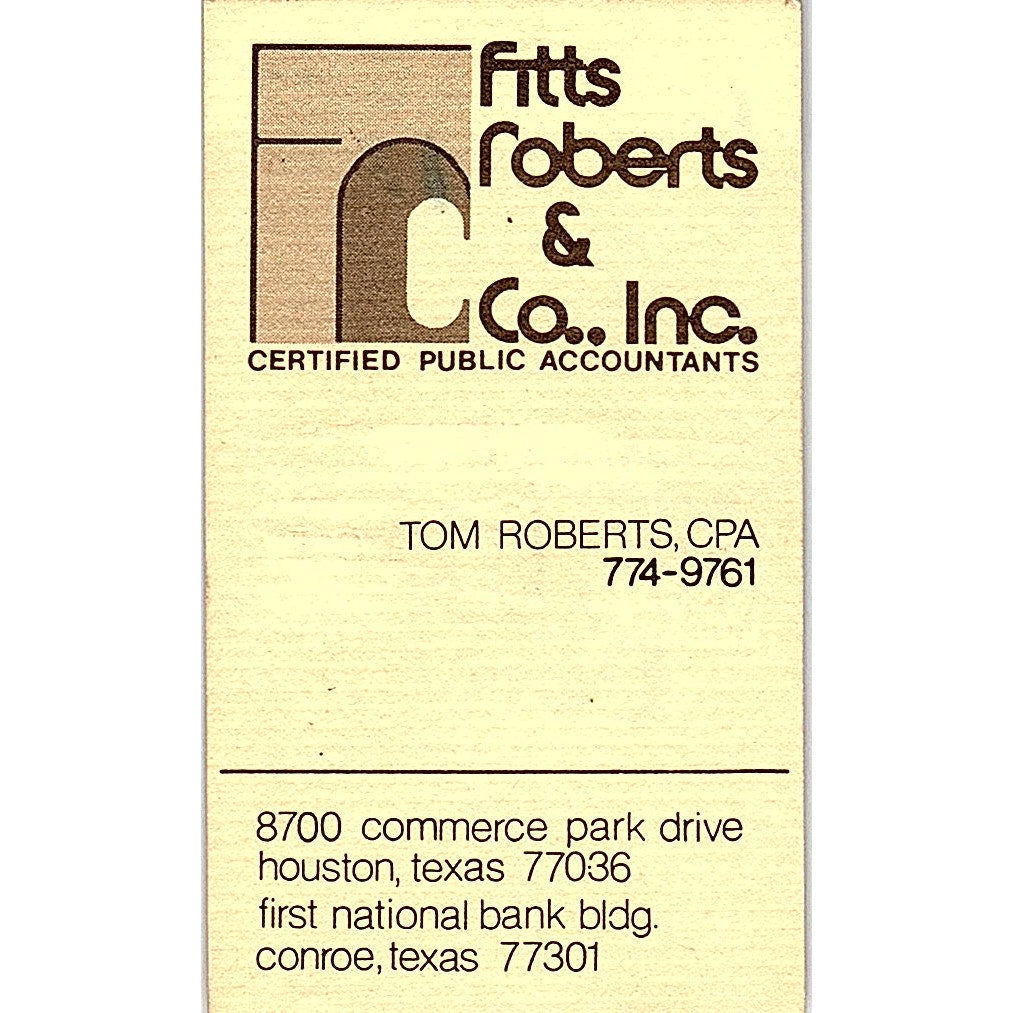 Fitts
Roberts
&
Co., Inc.
CERTIFIED PUBLIC ACCOUNTANTS
TOM ROBERTS, CPA
774-9761
8700 commerce park drive
houston, texas 77036
first national bank bldg.
conroe, texas 77301